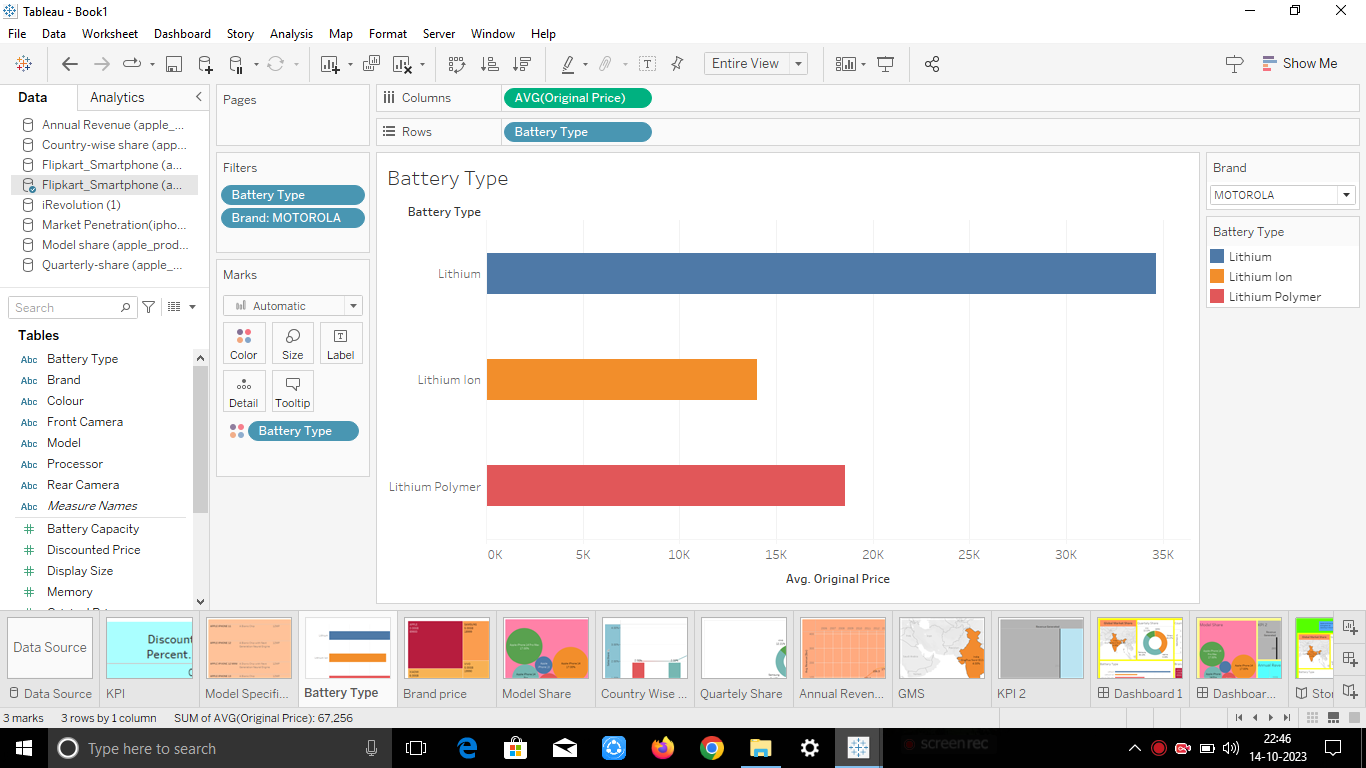 Tableau - Book1
File Data Worksheet Dashboard Story Analysis Map Format Server Window Help
Entire View
Show Me
Data Analytics
Annual Revenue (apple_...
Country-wise share (app...
Flipkart_Smartphone (a...
Flipkart_Smartphone (a...
iRevolution (1)
Market Penetration(ipho...
Model share (apple_prod...
Quarterly-share (apple_...
Search
Tables
Abc Battery Type
Abc Brand
Abc Colour
Abc Front Camera
Abc Model
Abc Processor
Abc Rear Camera
Abc Measure Names
# Battery Capacity
# Discounted Price
# Display Size
# Memory
Pages
Filters
Battery Type
Brand: MOTOROLA
Marks
Automatic
Color Size Label
Detail Tooltip
Battery Type
Columns AVG(Original Price)
Rows Battery Type
Battery Type
Battery Type
Lithium
Lithium Ion
Lithium Polymer
0K 5K 10K 15K 20K 25K 30K 35K
Avg. Original Price
Brand
MOTOROLA
Battery Type
Lithium
Lithium Ion
Lithium Polymer
Data Source
Discount
Percent.
Data Source KPI Model Specifi... Battery Type Brand price Model Share Country Wise ... Quartely Share Annual Reven... GMS KPI 2 Dashboard 1 Dashboar... Stor
3 marks 3 rows by 1 column SUM of AVG(Original Price): 67,256
Type here to search
screenrec
22:46
14-10-2023